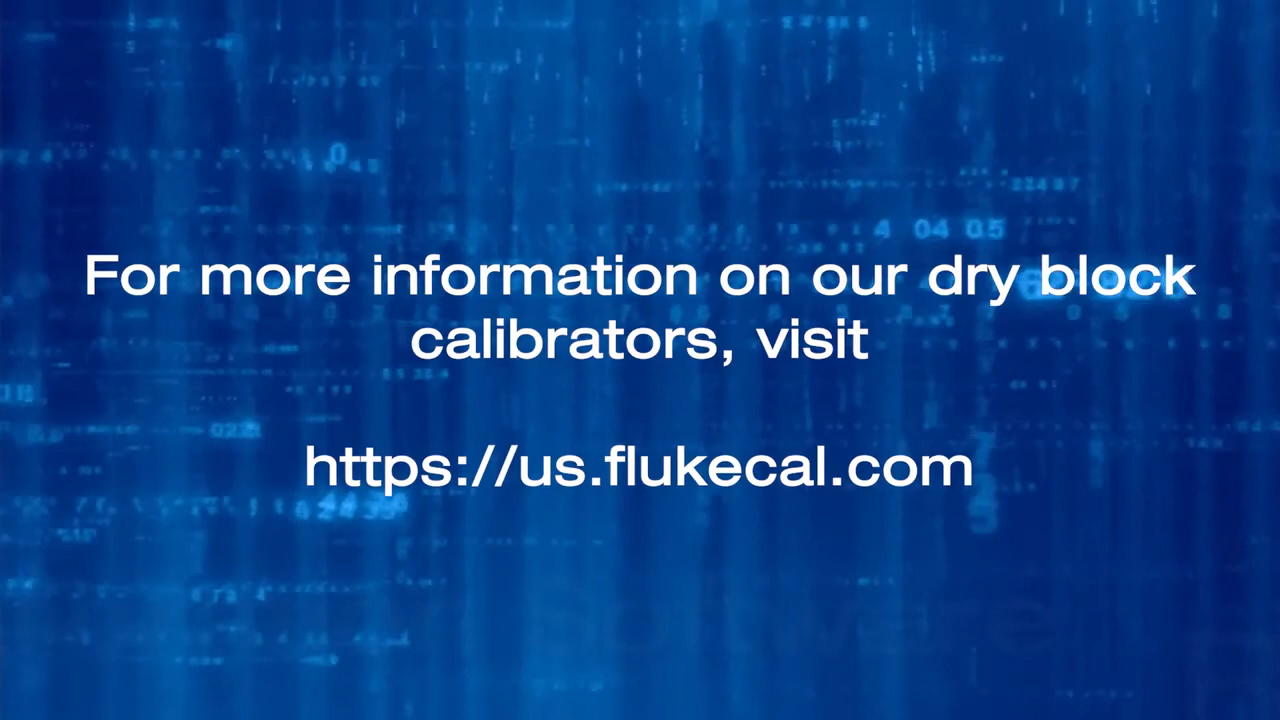 For more information on our dry block
calibrators, visit
https://us.flukecal.com